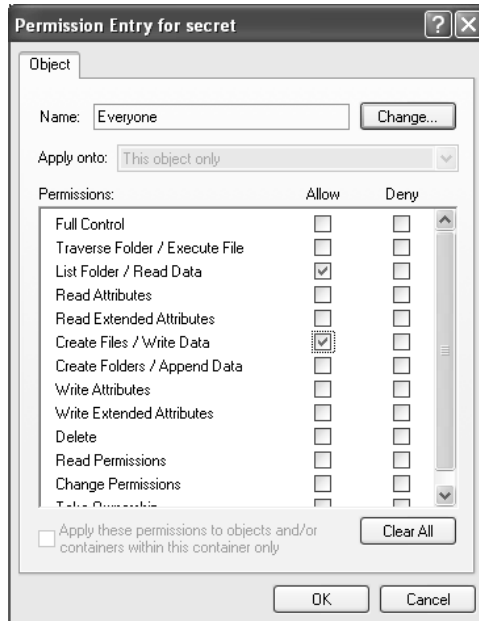 Permission Entry for secret
Object
Name: Everyone Change...
Apply onto: This object only
Permissions: Allow Deny
Full Control
Traverse Folder / Execute File
List Folder / Read Data
Read Attributes
Read Extended Attributes
Create Files / Write Data
Create Folders / Append Data
Write Attributes
Write Extended Attributes
Delete
Read Permissions
Change Permissions
Take Ownership
Apply these permissions to objects and/or
containers within this container only
Clear All
OK Cancel